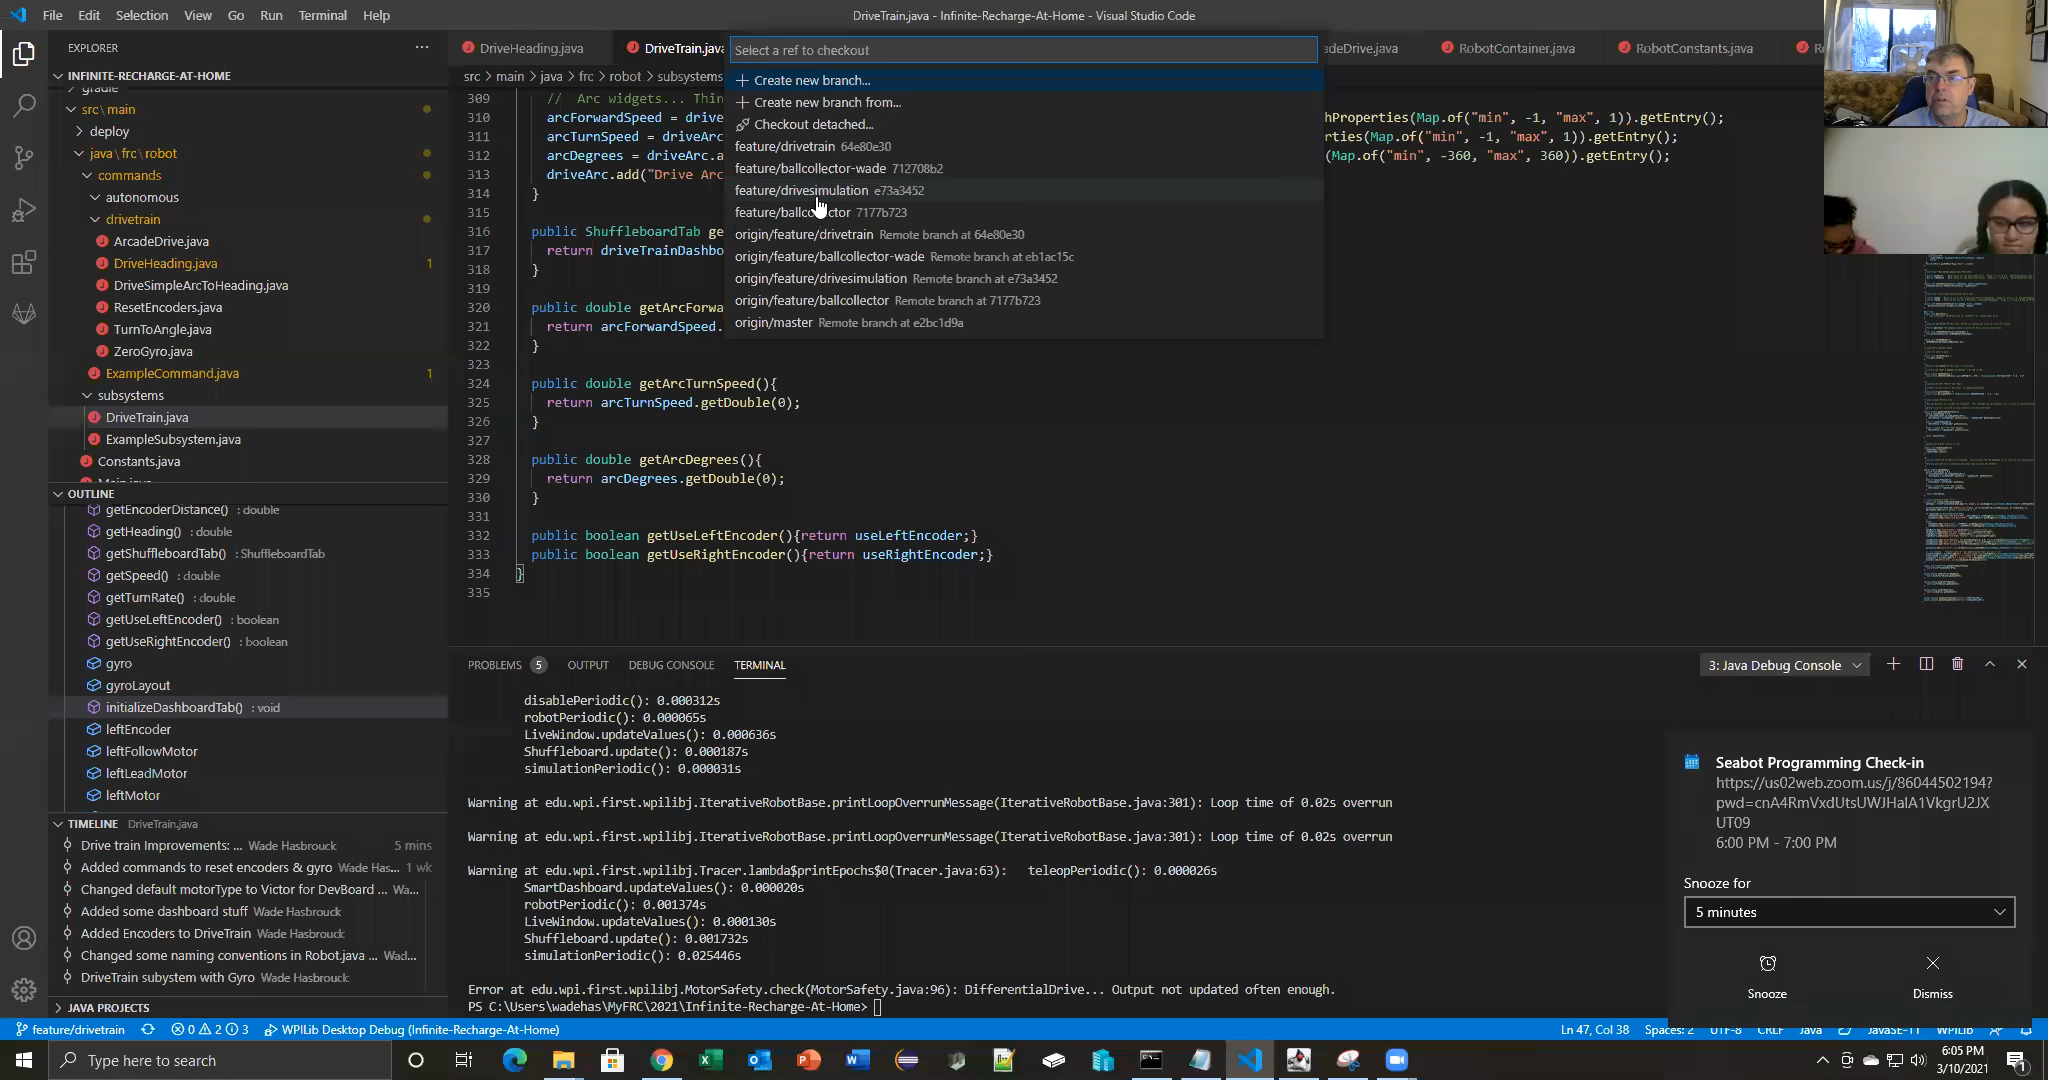 File Edit Selection View Go Run Terminal Help
DriveTrain.java - Infinite-Recharge-At-Home - Visual Studio Code
EXPLORER
INFINITE-RECHARGE-AT-HOME
gradle
src\main
deploy
java\frc\robot
commands
autonomous
drivetrain
ArcadeDrive.java
DriveHeading.java 1
DriveSimpleArcToHeading.java
ResetEncoders.java
TurnToAngle.java
ZeroGyro.java
ExampleCommand.java 1
subsystems
DriveTrain.java
ExampleSubsystem.java
Constants.java
OUTLINE
getEncoderDistance() : double
getHeading() : double
getShuffleboardTab() : ShuffleboardTab
getSpeed() : double
getTurnRate() : double
getUseLeftEncoder() : boolean
getUseRightEncoder() : boolean
gyro
gyroLayout
initializeDashboardTab() : void
leftEncoder
leftFollowMotor
leftLeadMotor
leftMotor
TIMELINE DriveTrain.java
Drive train Improvements: ... Wade Hasbrouck 5 mins
Added commands to reset encoders & gyro Wade Has... 1 wk
Changed default motorType to Victor for DevBoard ... Wa...
Added some dashboard stuff Wade Hasbrouck
Added Encoders to DriveTrain Wade Hasbrouck
Changed some naming conventions in Robot.java ... Wad...
DriveTrain subystem with Gyro Wade Hasbrouck
JAVA PROJECTS
DriveHeading.java DriveTrain.java adeDrive.java RobotContainer.java RobotConstants.java
src > main > java > frc > robot > subsystems
Select a ref to checkout
Create new branch...
Create new branch from...
Checkout detached...
feature/drivetrain 64e80e30
feature/ballcollector-wade 712708b2
feature/drivesimulation e73a3452
feature/ballcollector 7177b723
origin/feature/drivetrain Remote branch at 64e80e30
origin/feature/ballcollector-wade Remote branch at eb1ac15c
origin/feature/drivesimulation Remote branch at e73a3452
origin/feature/ballcollector Remote branch at 7177b723
origin/master Remote branch at e2bc1d9a
309 // Arc widgets... Thin
310 arcForwardSpeed = drive hProperties(Map.of("min", -1, "max", 1)).getEntry();
311 arcTurnSpeed = driveArc rties(Map.of("min", -1, "max", 1)).getEntry();
312 arcDegrees = driveArc.a (Map.of("min", -360, "max", 360)).getEntry();
313 driveArc.add("Drive Arc
314 }
315
316 public ShuffleboardTab ge
317 return driveTrainDashbo
318 }
319
320 public double getArcForwa
321 return arcForwardSpeed.
322 }
323
324 public double getArcTurnSpeed(){
325 return arcTurnSpeed.getDouble(0);
326 }
327
328 public double getArcDegrees(){
329 return arcDegrees.getDouble(0);
330 }
331
332 public boolean getUseLeftEncoder(){return useLeftEncoder;}
333 public boolean getUseRightEncoder(){return useRightEncoder;}
334 }
335
PROBLEMS 5 OUTPUT DEBUG CONSOLE TERMINAL 3: Java Debug Console
disablePeriodic(): 0.000312s
robotPeriodic(): 0.000065s
LiveWindow.updateValues(): 0.000636s
Shuffleboard.update(): 0.000187s
simulationPeriodic(): 0.000031s
Warning at edu.wpi.first.wpilibj.IterativeRobotBase.printLoopOverrunMessage(IterativeRobotBase.java:301): Loop time of 0.02s overrun
Warning at edu.wpi.first.wpilibj.IterativeRobotBase.printLoopOverrunMessage(IterativeRobotBase.java:301): Loop time of 0.02s overrun
Warning at edu.wpi.first.wpilibj.Tracer.lambda$printEpochs$0(Tracer.java:63): teleopPeriodic(): 0.000026s
SmartDashboard.updateValues(): 0.000020s
robotPeriodic(): 0.001374s
LiveWindow.updateValues(): 0.000130s
Shuffleboard.update(): 0.001732s
simulationPeriodic(): 0.025446s
Error at edu.wpi.first.wpilibj.MotorSafety.check(MotorSafety.java:96): DifferentialDrive... Output not updated often enough.
PS C:\Users\wadehas\MyFRC\2021\Infinite-Recharge-At-Home>
Seabot Programming Check-in
https://us02web.zoom.us/j/86044502194?
pwd=cnA4RmVxdUtsUWJHalA1VkgrU2JX
UT09
6:00 PM - 7:00 PM
Snooze for
5 minutes
Snooze Dismiss
feature/drivetrain 0 2 3 WPILib Desktop Debug (Infinite-Recharge-At-Home) Ln 47, Col 38 Spaces: 2 UTF-8 CRLF Java JavaSE-11 WPILIB
Type here to search
6:05 PM
3/10/2021
1